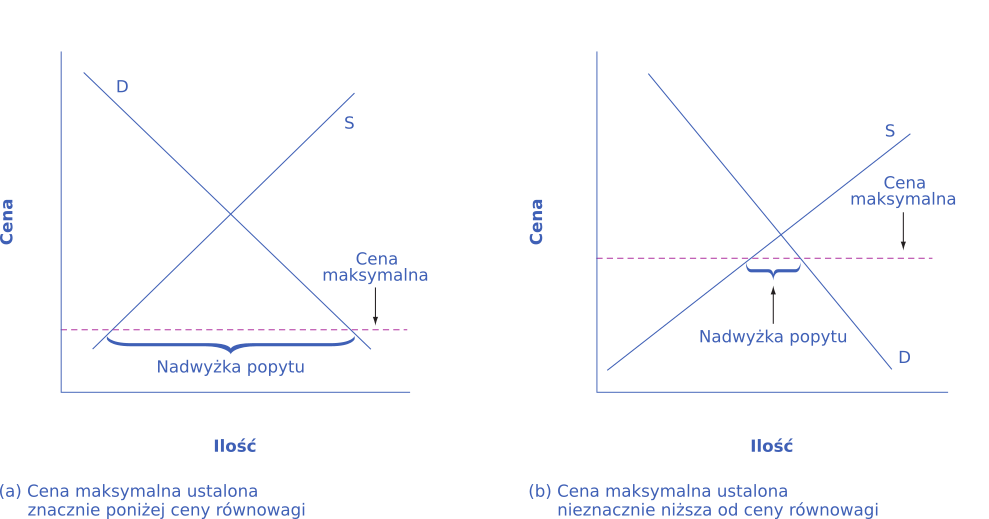 D
S
Cena
Cena
maksymalna
Nadwyżka popytu
Ilość
(a) Cena maksymalna ustalona
znacznie poniżej ceny równowagi
S
Cena
Cena
maksymalna
Nadwyżka popytu
D
Ilość
(b) Cena maksymalna ustalona
nieznacznie niższa od ceny równowagi